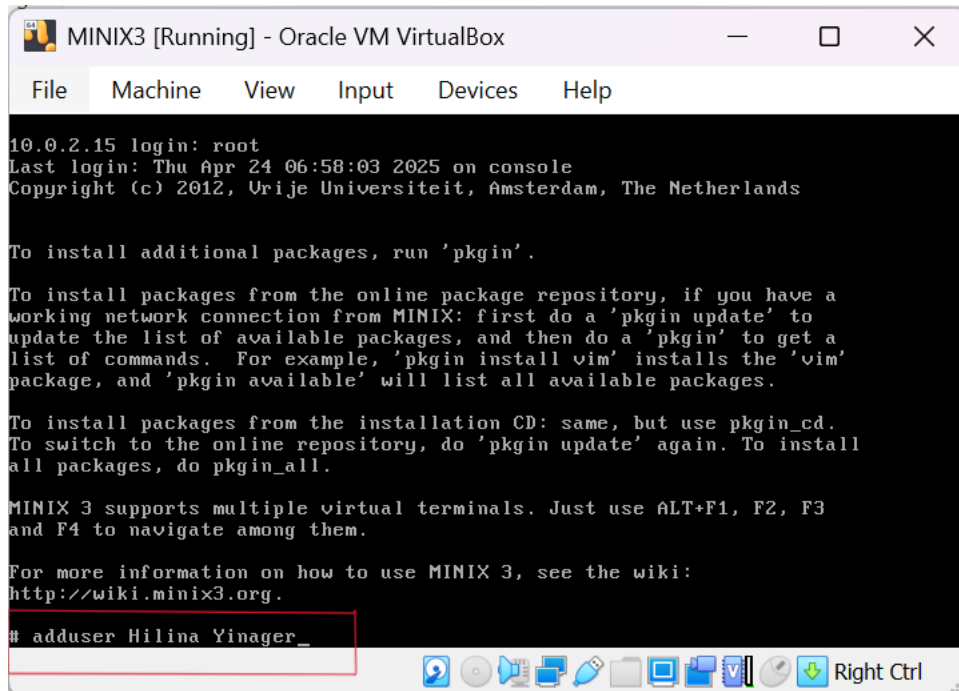 MINIX3 [Running] - Oracle VM VirtualBox
File Machine View Input Devices Help
10.0.2.15 login: root
Last login: Thu Apr 24 06:58:03 2025 on console
Copyright (c) 2012, Vrije Universiteit, Amsterdam, The Netherlands
To install additional packages, run 'pkgin'.
To install packages from the online package repository, if you have a
working network connection from MINIX: first do a 'pkgin update' to
update the list of available packages, and then do a 'pkgin' to get a
list of commands.  For example, 'pkgin install vim' installs the 'vim'
package, and 'pkgin available' will list all available packages.
To install packages from the installation CD: same, but use pkgin_cd.
To switch to the online repository, do 'pkgin update' again. To install
all packages, do pkgin_all.
MINIX 3 supports multiple virtual terminals. Just use ALT+F1, F2, F3
and F4 to navigate among them.
For more information on how to use MINIX 3, see the wiki:
http://wiki.minix3.org.
# adduser Hilina Yinager_
Right Ctrl